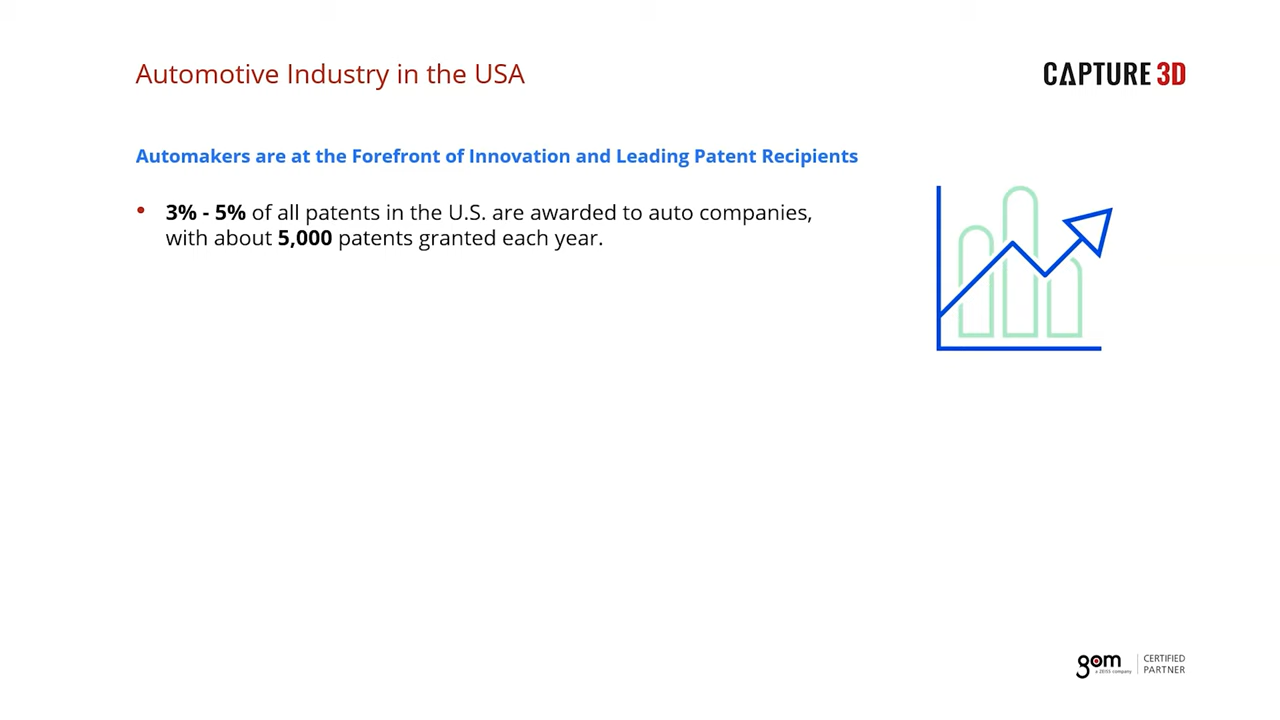 Automotive Industry in the USA
CAPTURE 3D
Automakers are at the Forefront of Innovation and Leading Patent Recipients
• 3% - 5% of all patents in the U.S. are awarded to auto companies,
with about 5,000 patents granted each year.
gom
a ZEISS company
CERTIFIED
PARTNER